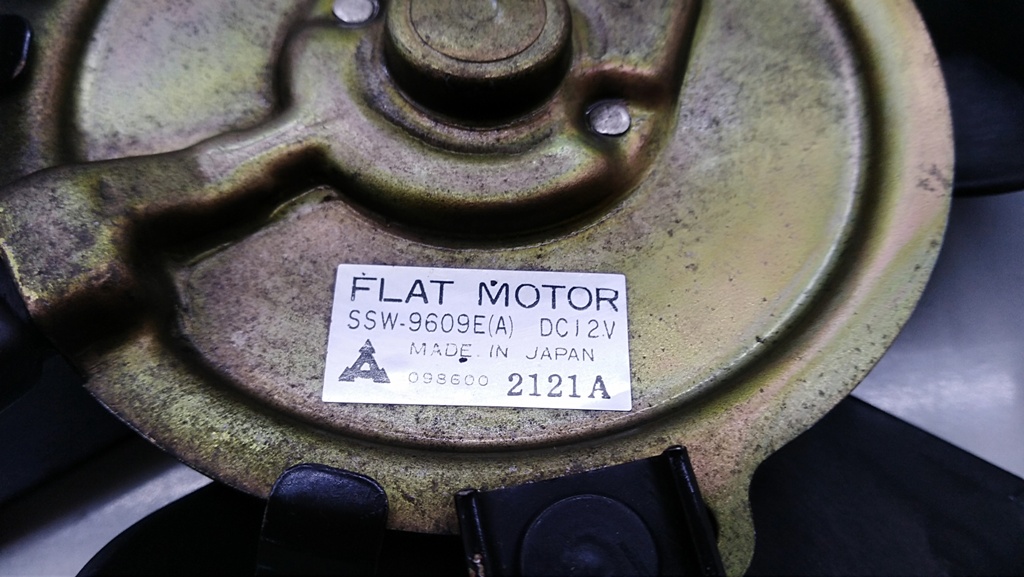 FLAT MOTOR
SSW-9609E(A) DC12V
MADE IN JAPAN
098600 2121A